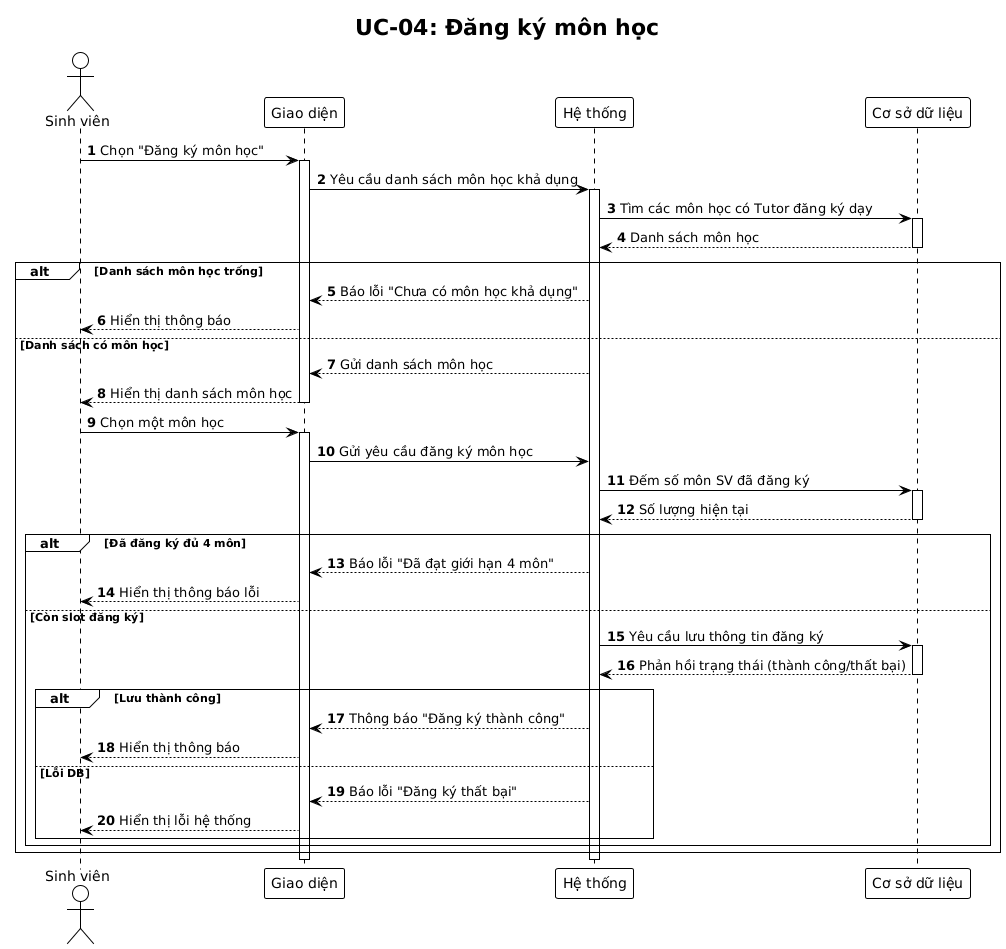 UC-04: Đăng ký môn học
Sinh viên
Giao diện
Hệ thống
Cơ sở dữ liệu
1 Chọn "Đăng ký môn học"
2 Yêu cầu danh sách môn học khả dụng
3 Tìm các môn học có Tutor đăng ký dạy
4 Danh sách môn học
alt [Danh sách môn học trống]
5 Báo lỗi "Chưa có môn học khả dụng"
6 Hiển thị thông báo
[Danh sách có môn học]
7 Gửi danh sách môn học
8 Hiển thị danh sách môn học
9 Chọn một môn học
10 Gửi yêu cầu đăng ký môn học
11 Đếm số môn SV đã đăng ký
12 Số lượng hiện tại
alt [Đã đăng ký đủ 4 môn]
13 Báo lỗi "Đã đạt giới hạn 4 môn"
14 Hiển thị thông báo lỗi
[Còn slot đăng ký]
15 Yêu cầu lưu thông tin đăng ký
16 Phản hồi trạng thái (thành công/thất bại)
alt [Lưu thành công]
17 Thông báo "Đăng ký thành công"
18 Hiển thị thông báo
[Lỗi DB]
19 Báo lỗi "Đăng ký thất bại"
20 Hiển thị lỗi hệ thống
Sinh viên
Giao diện
Hệ thống
Cơ sở dữ liệu